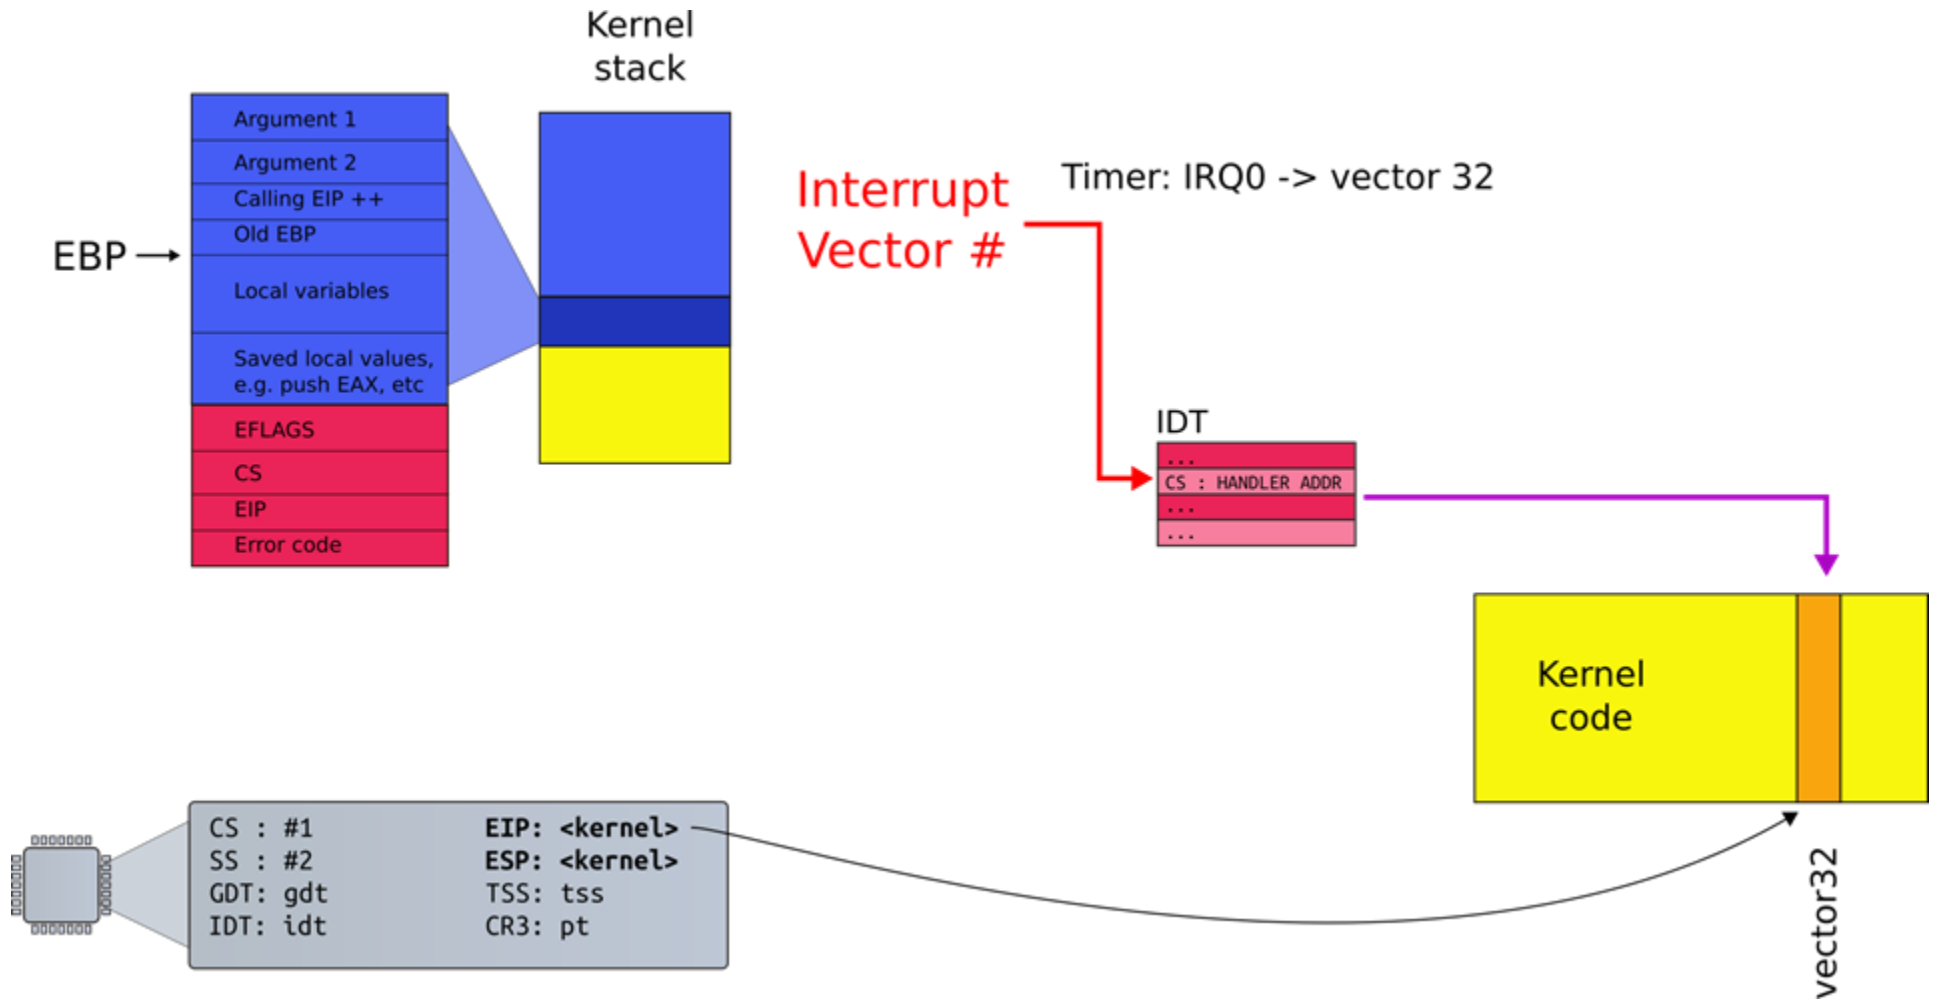 Kernel
stack
Argument 1
Argument 2
Calling EIP ++
Old EBP
EBP
Local variables
Saved local values,
e.g. push EAX, etc
EFLAGS
CS
EIP
Error code
Interrupt
Vector #
Timer: IRQ0 -> vector 32
IDT
...
CS : HANDLER ADDR
...
...
Kernel
code
vector32
CS : #1 EIP: <kernel>
SS : #2 ESP: <kernel>
GDT: gdt TSS: tss
IDT: idt CR3: pt